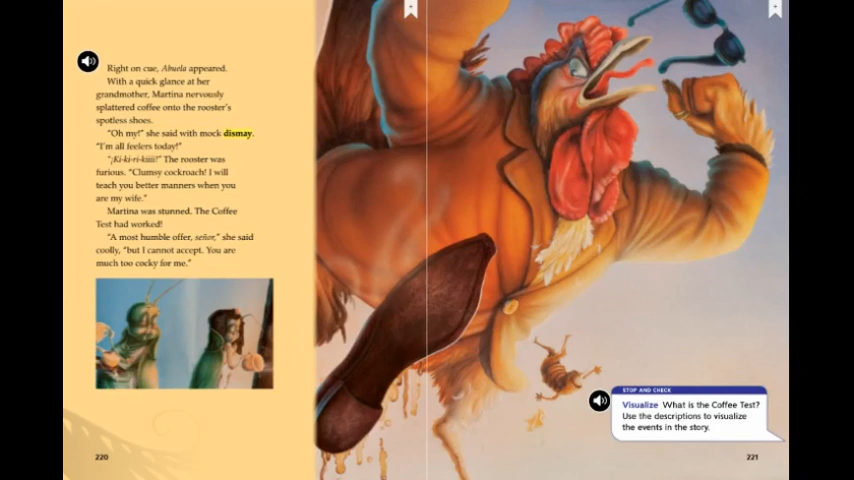 Right on cue, Abuela appeared.
With a quick glance at her
grandmother, Martina nervously
splattered coffee onto the rooster's
spotless shoes.
"Oh my!" she said with mock dismay.
"I'm all feelers today!"
"¡Ki-ki-ri-kiiii!" The rooster was
furious. "Clumsy cockroach! I will
teach you better manners when you
are my wife."
Martina was stunned. The Coffee
Test had worked!
"A most humble offer, señor," she said
coolly, "but I cannot accept. You are
much too cocky for me."
220
STOP AND CHECK
Visualize What is the Coffee Test?
Use the descriptions to visualize
the events in the story.
221